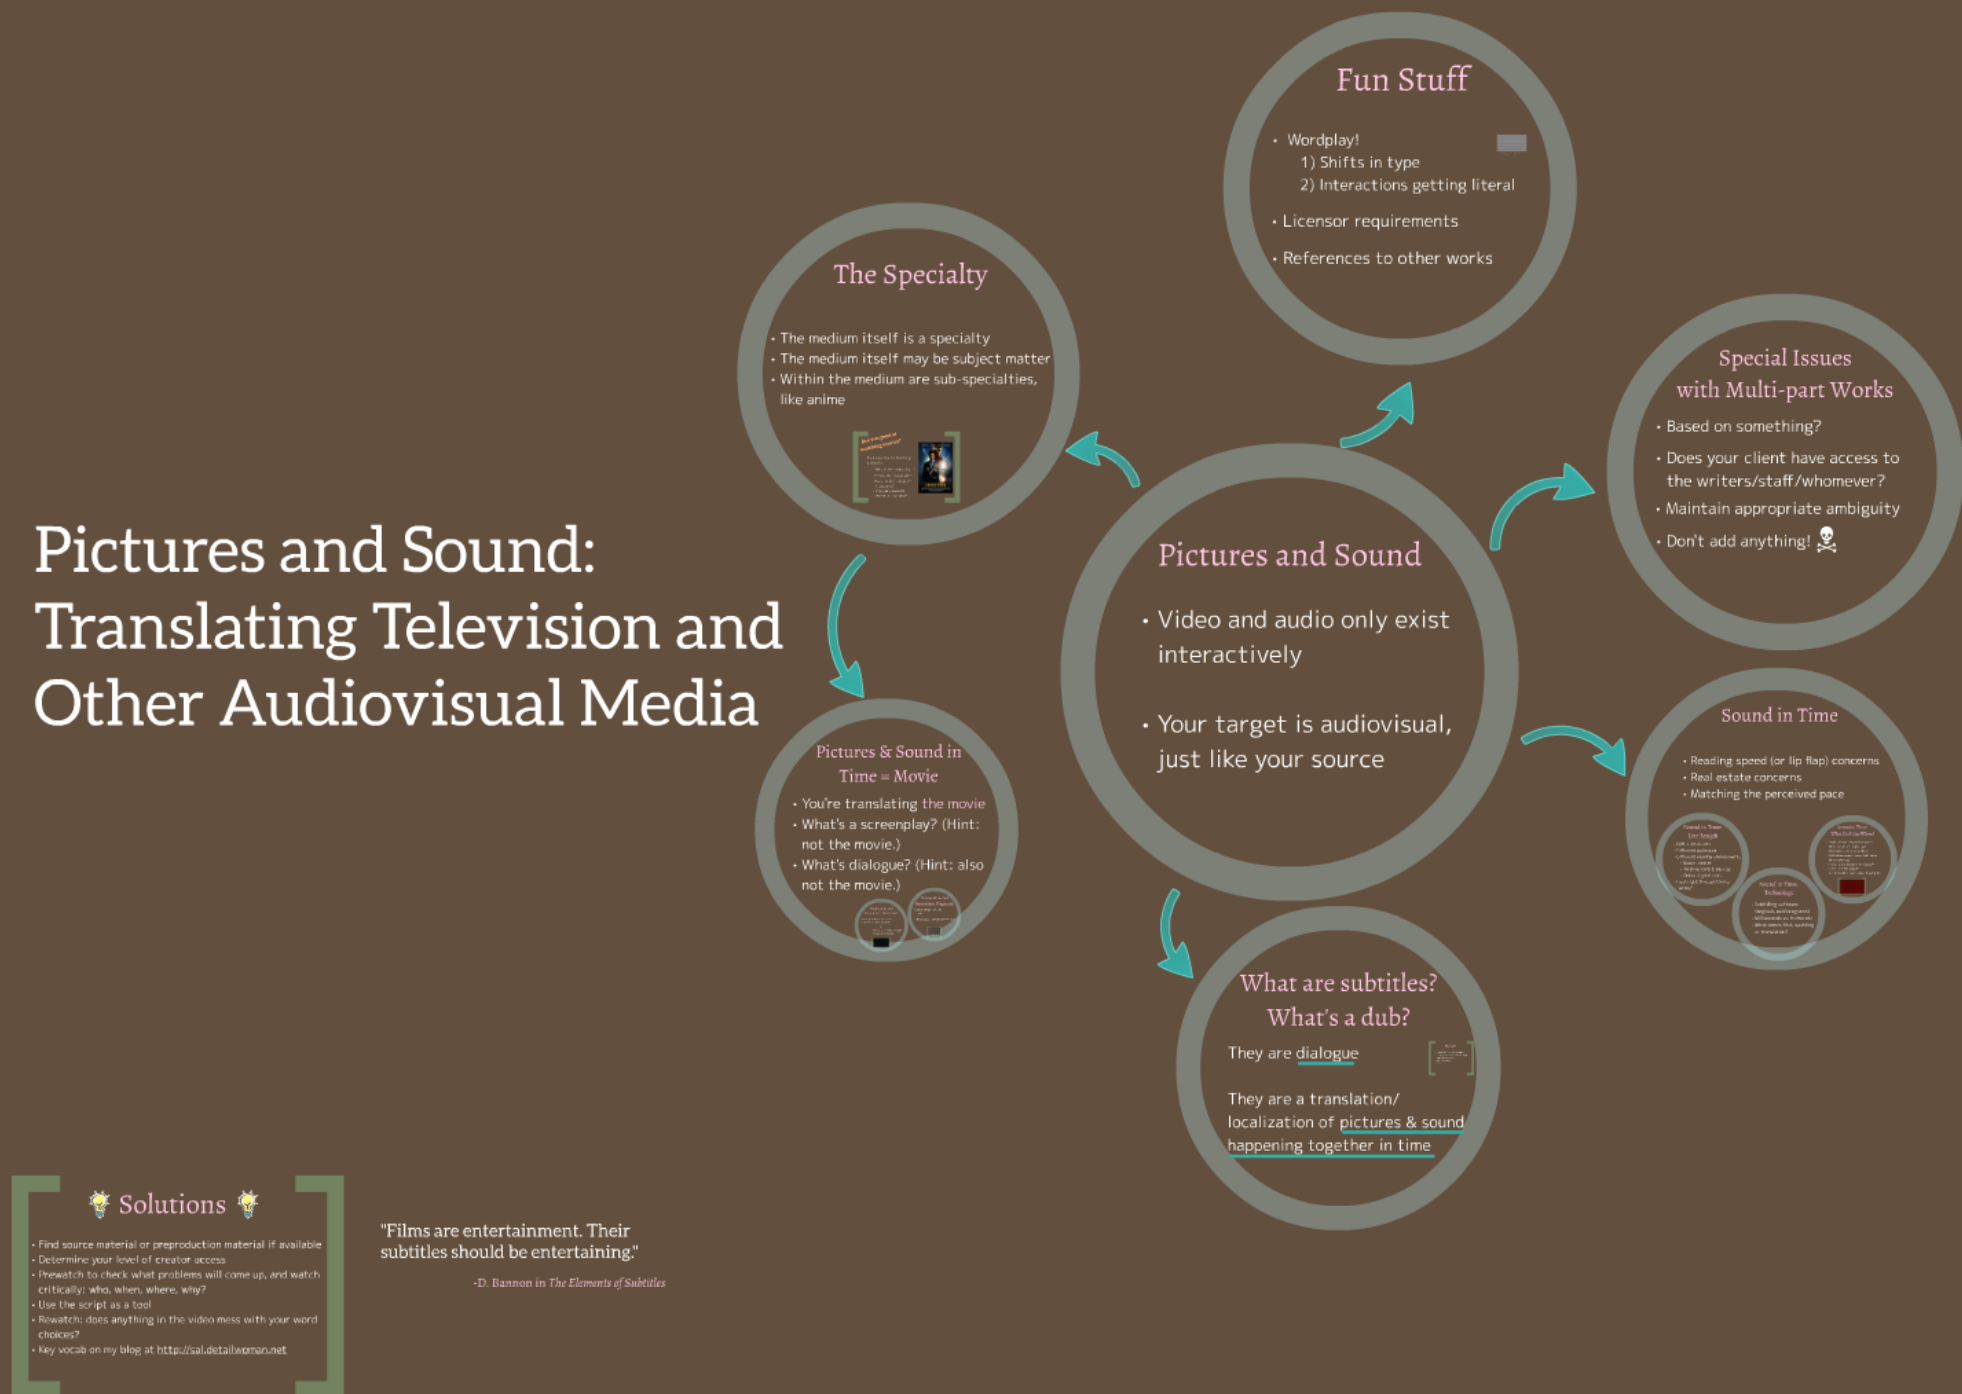 Pictures and Sound:
Translating Television and
Other Audiovisual Media
Fun Stuff
• Wordplay!
1) Shifts in type
2) Interactions getting literal
• Licensor requirements
• References to other works
The Specialty
• The medium itself is a specialty
• The medium itself may be subject matter
• Within the medium are sub-specialties,
like anime
Special Issues
with Multi-part Works
• Based on something?
• Does your client have access to
the writers/staff/whomever?
• Maintain appropriate ambiguity
• Don't add anything!
Pictures and Sound
• Video and audio only exist
interactively
• Your target is audiovisual,
just like your source
Pictures & Sound in
Time = Movie
• You're translating the movie
• What's a screenplay? (Hint:
not the movie.)
• What's dialogue? (Hint: also
not the movie.)
Sound in Time
• Reading speed (or lip flap) concerns
• Real estate concerns
• Matching the perceived pace
Sound in Time:
Line Length
Sound in Time:
Technology
What are subtitles?
What's a dub?
They are dialogue
They are a translation/
localization of pictures & sound
happening together in time
Solutions
• Find source material or preproduction material if available
• Determine your level of creator access
• Prewatch to check what problems will come up, and watch
critically: who, when, where, why?
• Use the script as a tool
• Rewatch: does anything in the video mess with your word
choices?
• Key vocab on my blog at http://sal.detailwoman.net
"Films are entertainment. Their
subtitles should be entertaining."
-D. Bannon in The Elements of Subtitles